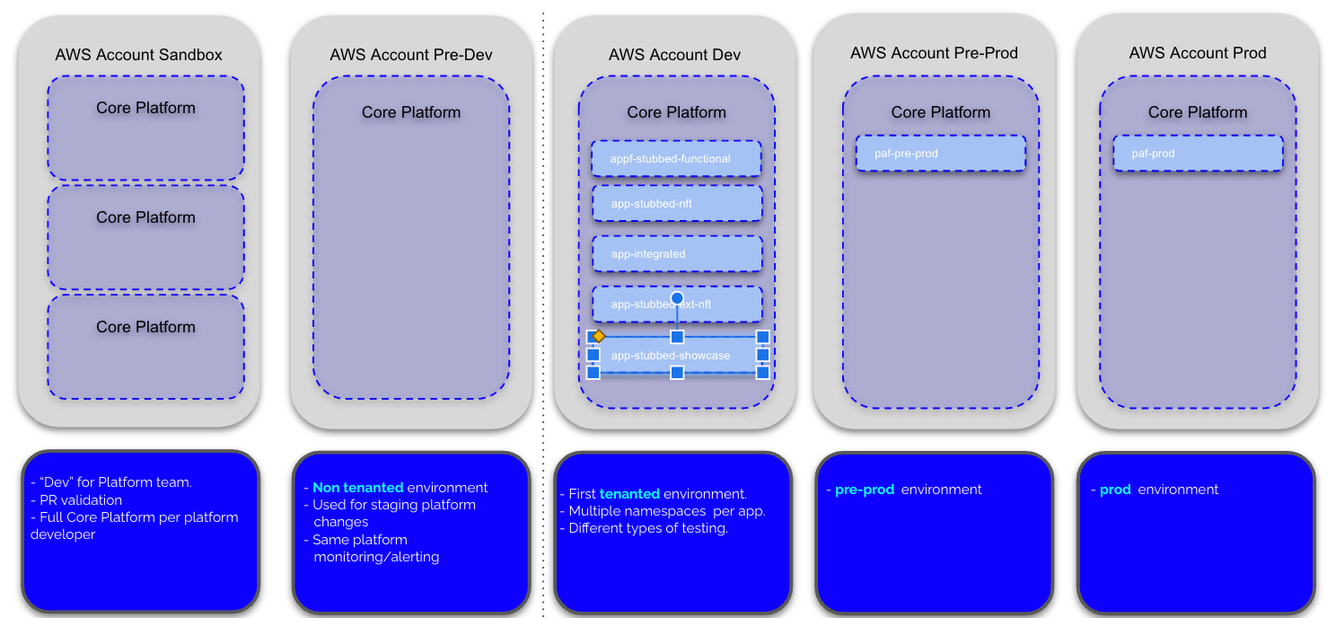 AWS Account Sandbox
Core Platform
Core Platform
Core Platform
AWS Account Pre-Dev
Core Platform
AWS Account Dev
Core Platform
appf-stubbed-functional
app-stubbed-nft
app-integrated
app-stubbed-ext-nft
app-stubbed-showcase
AWS Account Pre-Prod
Core Platform
paf-pre-prod
AWS Account Prod
Core Platform
paf-prod
- “Dev” for Platform team.
- PR validation
- Full Core Platform per platform
developer
- Non tenanted environment
- Used for staging platform
changes
- Same platform
monitoring/alerting
- First tenanted environment.
- Multiple namespaces per app.
- Different types of testing.
- pre-prod environment
- prod environment